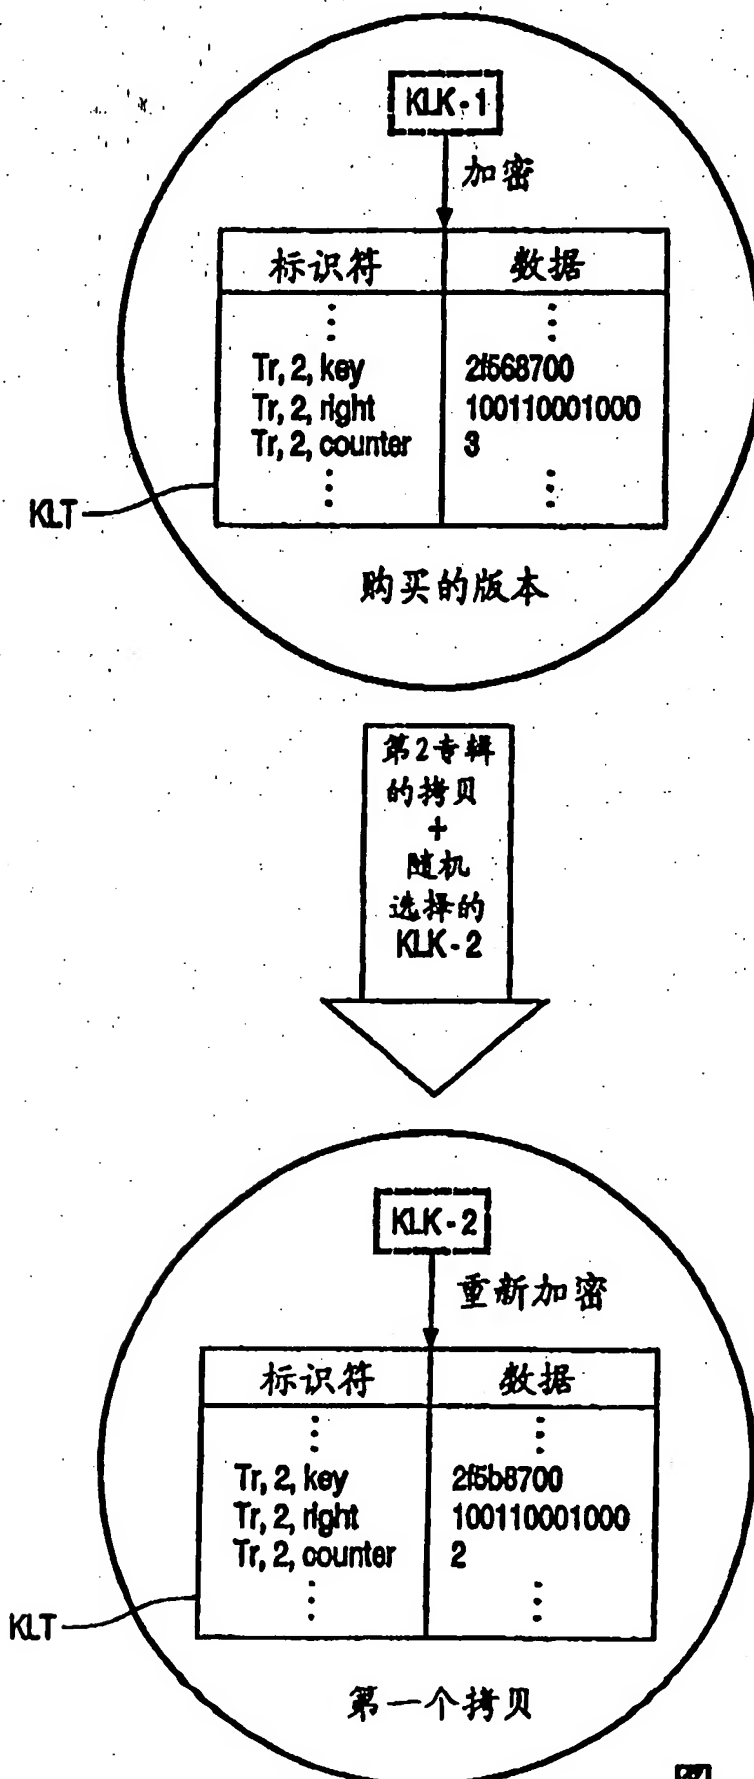 KLK-1
加密
标识符 数据
Tr, 2, key 2f568700
Tr, 2, right 100110001000
Tr, 2, counter 3
KLT
购买的版本
第2专辑
的拷贝
+
随机
选择的
KLK-2
KLK-2
重新加密
标识符 数据
Tr, 2, key 2f5b8700
Tr, 2, right 100110001000
Tr, 2, counter 2
KLT
第一个拷贝